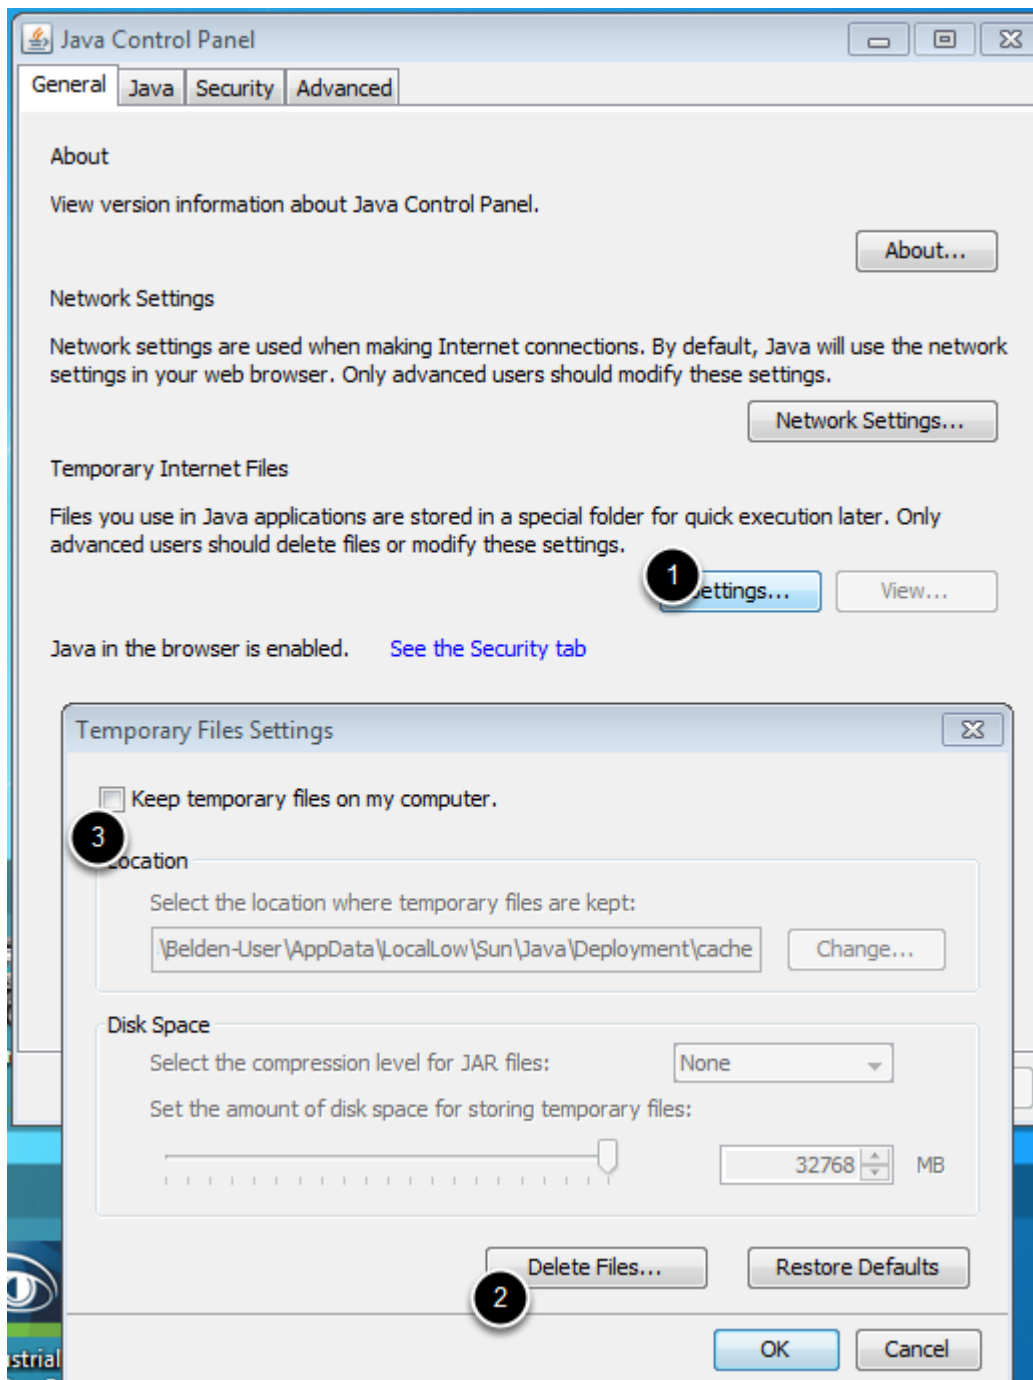 Java Control Panel
General Java Security Advanced
About
View version information about Java Control Panel.
About...
Network Settings
Network settings are used when making Internet connections. By default, Java will use the network
settings in your web browser. Only advanced users should modify these settings.
Network Settings...
Temporary Internet Files
Files you use in Java applications are stored in a special folder for quick execution later. Only
advanced users should delete files or modify these settings.
1 ettings... View...
Java in the browser is enabled. See the Security tab
Temporary Files Settings
Keep temporary files on my computer.
3
Location
Select the location where temporary files are kept:
\Belden-User\AppData\LocalLow\Sun\Java\Deployment\cache Change...
Disk Space
Select the compression level for JAR files: None
Set the amount of disk space for storing temporary files:
32768 MB
Delete Files... Restore Defaults
2
ustrial
OK Cancel